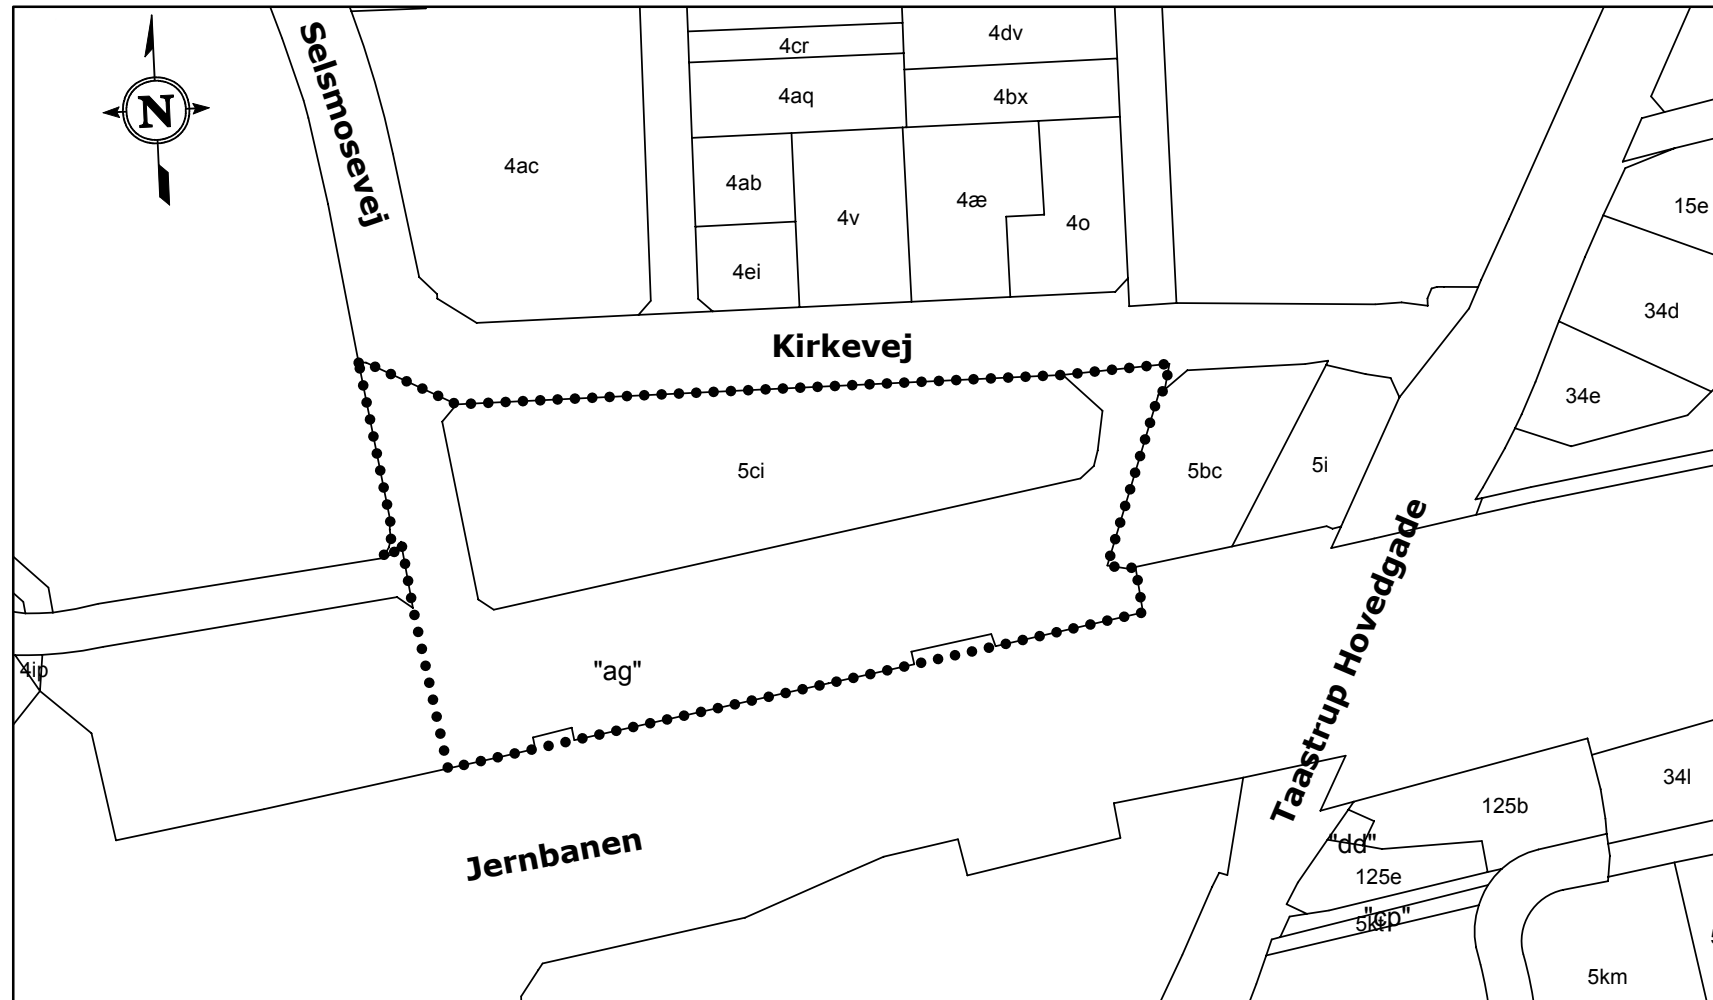 4cr
4dv
Selsmosevej
4aq
4bx
N
4ac
4ab
4æ
15e
4v
4o
4ei
34d
Kirkevej
34e
5ci
5bc
5i
Taastrup Hovedgade
4ip
"ag"
34l
125b
Jernbanen
"dd"
125e
"cp"
5km